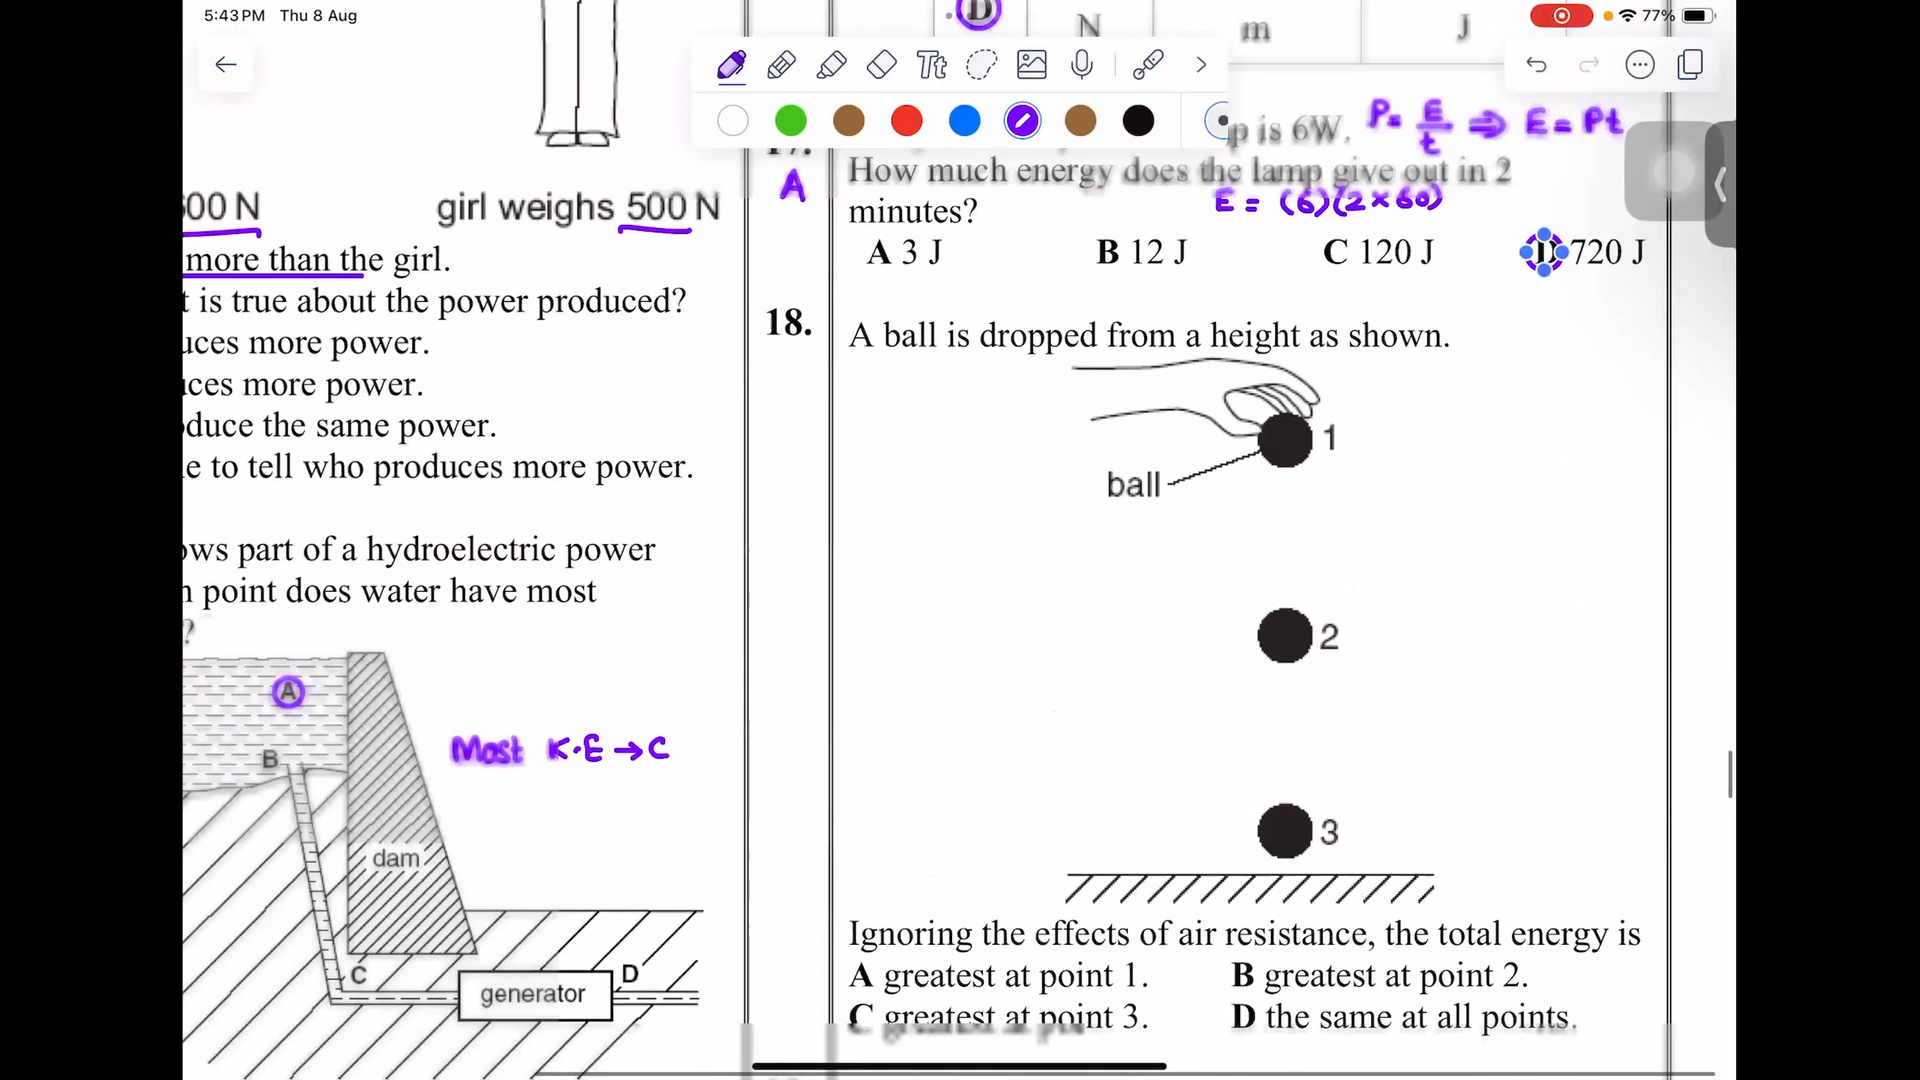 5:43 PM Thu 8 Aug
77%
Tt
00 N
girl weighs 500 N
more than the girl.
t is true about the power produced?
uces more power.
ces more power.
duce the same power.
e to tell who produces more power.
ows part of a hydroelectric power
n point does water have most
?
A
B
Most K.E → C
dam
C
generator
D
D
N
m
J
p is 6W.
P = E/t ⇒ E = Pt
17.
A
How much energy does the lamp give out in 2
minutes?
E = (6)(2×60)
A 3 J B 12 J C 120 J D 720 J
18. A ball is dropped from a height as shown.
1
ball
2
3
Ignoring the effects of air resistance, the total energy is
A greatest at point 1. B greatest at point 2.
C greatest at point 3. D the same at all points.